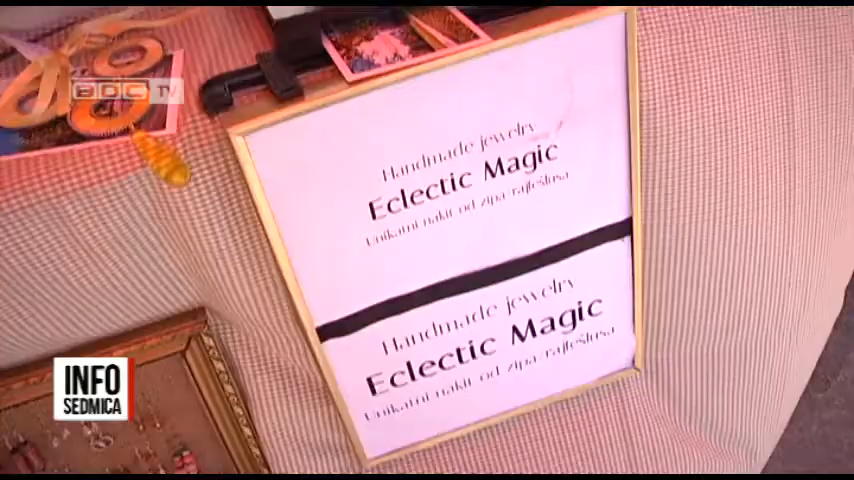 ADC TV
Handmade jewelry
Eclectic Magic
Unikatni nakit od zipa-rajfešlusa
Handmade jewelry
Eclectic Magic
Unikatni nakit od zipa-rajfešlusa
INFO
SEDMICA